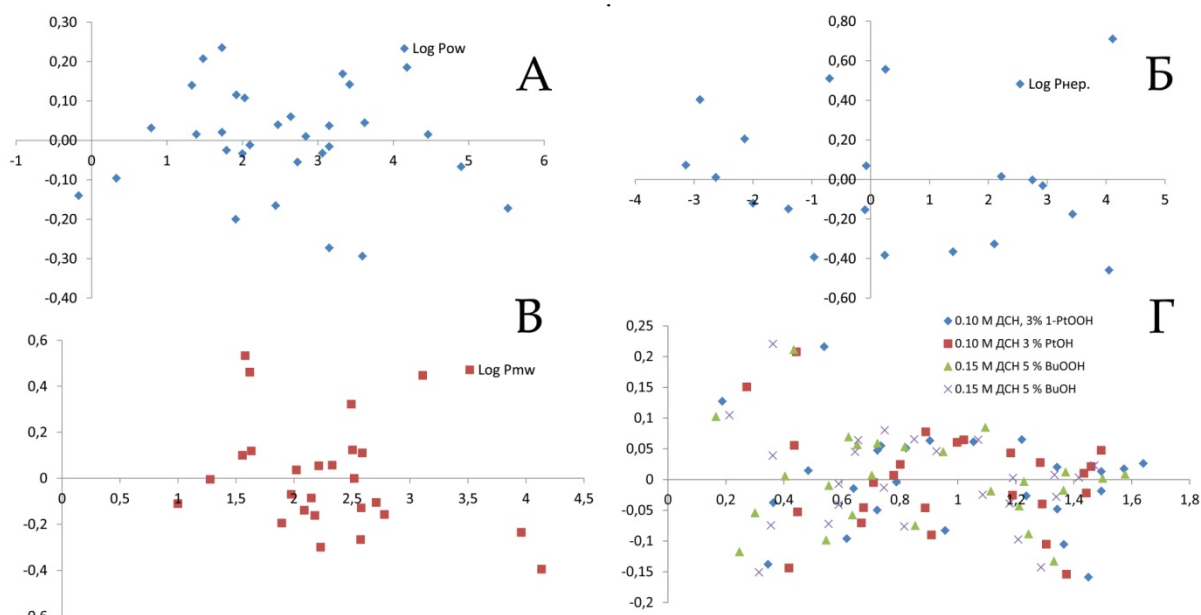 0,30
Log Pow
А
0,20
0,10
0,00
-1 0 1 2 3 4 5 6
-0,10
-0,20
-0,30
-0,40
0,80
Б
0,60
Log Pнер.
0,40
0,20
0,00
-4 -3 -2 -1 0 1 2 3 4 5
-0,20
-0,40
-0,60
В
0,6
Log Pmw
0,4
0,2
0
0 0,5 1 1,5 2 2,5 3 3,5 4 4,5
-0,2
-0,4
-0,6
Г
0.10 М ДСН, 3% 1-PtOOH
0.10 М ДСН 3 % PtOH
0.15 М ДСН 5 % BuOOH
0.15 М ДСН 5 % BuOH
0,25
0,2
0,15
0,1
0,05
0
0 0,2 0,4 0,6 0,8 1 1,2 1,4 1,6 1,8
-0,05
-0,1
-0,15
-0,2